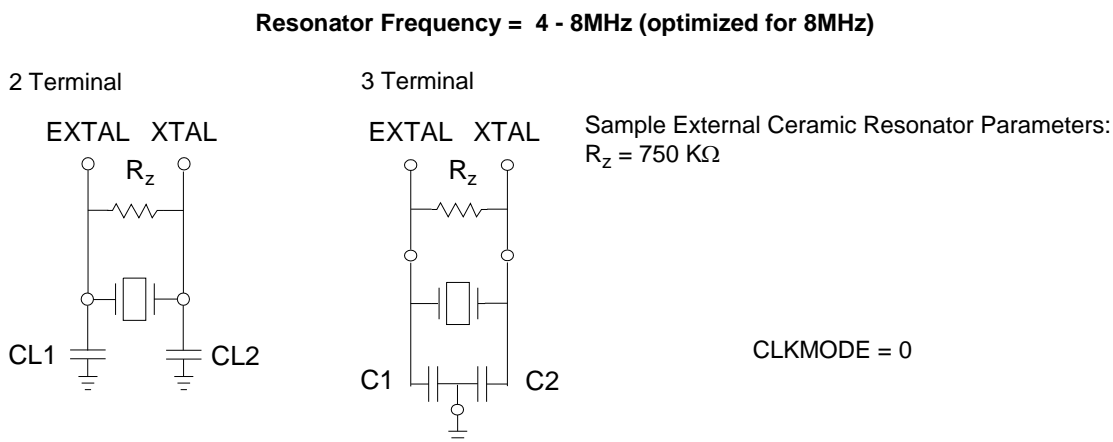 Resonator Frequency = 4 - 8MHz (optimized for 8MHz)
2 Terminal
3 Terminal
EXTAL XTAL
Rz
CL1
CL2
EXTAL XTAL
Rz
C1
C2
Sample External Ceramic Resonator Parameters:
Rz = 750 KΩ
CLKMODE = 0